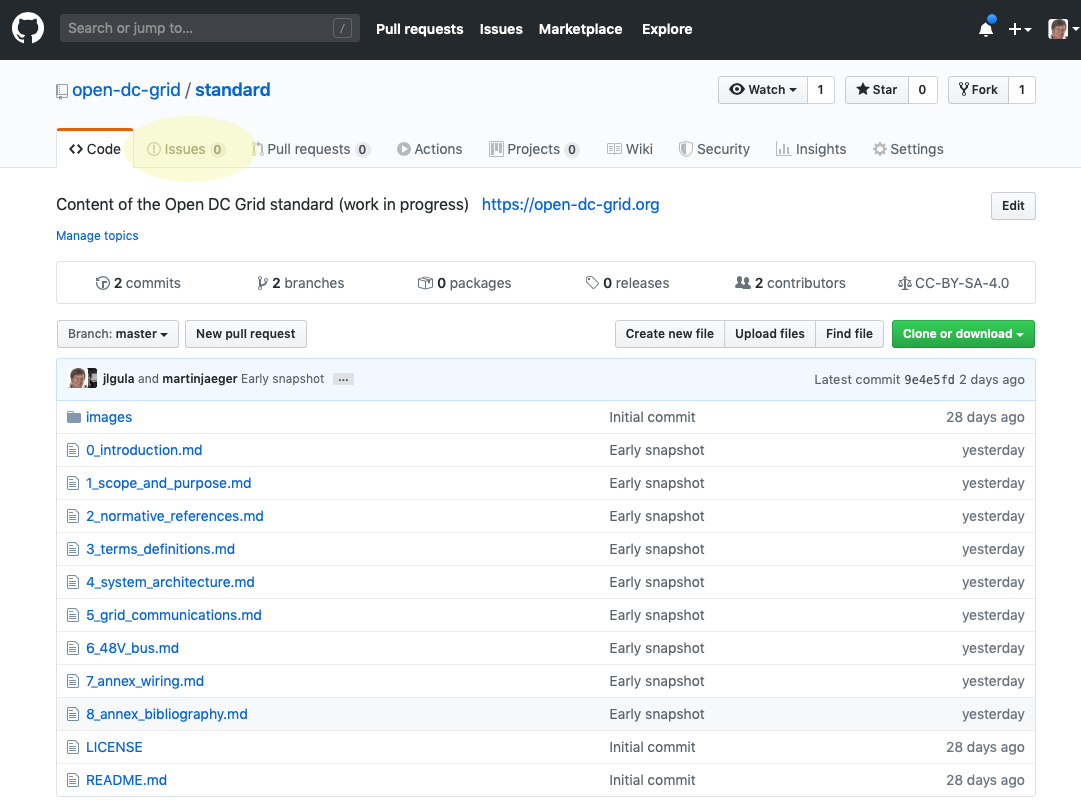 Search or jump to... / Pull requests Issues Marketplace Explore
open-dc-grid / standard Watch 1 Star 0 Fork 1
Code Issues 0 Pull requests 0 Actions Projects 0 Wiki Security Insights Settings
Content of the Open DC Grid standard (work in progress) https://open-dc-grid.org Edit
Manage topics
2 commits 2 branches 0 packages 0 releases 2 contributors CC-BY-SA-4.0
Branch: master New pull request Create new file Upload files Find file Clone or download
jlgula and martinjaeger Early snapshot ... Latest commit 9e4e5fd 2 days ago
images Initial commit 28 days ago
0_introduction.md Early snapshot yesterday
1_scope_and_purpose.md Early snapshot yesterday
2_normative_references.md Early snapshot yesterday
3_terms_definitions.md Early snapshot yesterday
4_system_architecture.md Early snapshot yesterday
5_grid_communications.md Early snapshot yesterday
6_48V_bus.md Early snapshot yesterday
7_annex_wiring.md Early snapshot yesterday
8_annex_bibliography.md Early snapshot yesterday
LICENSE Initial commit 28 days ago
README.md Initial commit 28 days ago